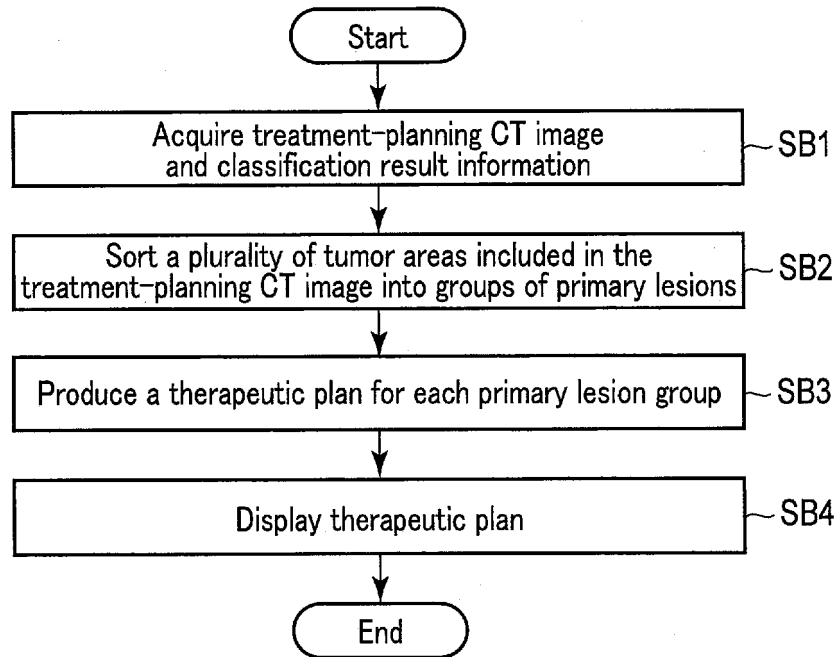 Start
Acquire treatment-planning CT image
and classification result information
SB1
Sort a plurality of tumor areas included in the
treatment-planning CT image into groups of primary lesions
SB2
Produce a therapeutic plan for each primary lesion group
SB3
Display therapeutic plan
SB4
End